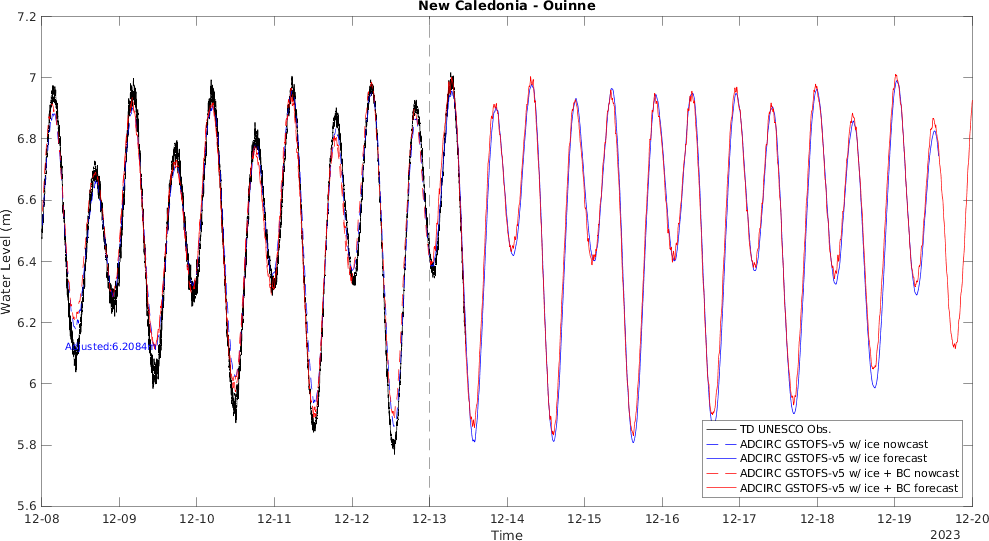 New Caledonia - Ouinne
7.2
7
6.8
6.6
6.4
6.2
6
5.8
5.6
Water Level (m)
Adjusted:6.2084m
TD UNESCO Obs.
ADCIRC GSTOFS-v5 w/ ice nowcast
ADCIRC GSTOFS-v5 w/ ice forecast
ADCIRC GSTOFS-v5 w/ ice + BC nowcast
ADCIRC GSTOFS-v5 w/ ice + BC forecast
12-08 12-09 12-10 12-11 12-12 12-13 12-14 12-15 12-16 12-17 12-18 12-19 12-20
Time
2023